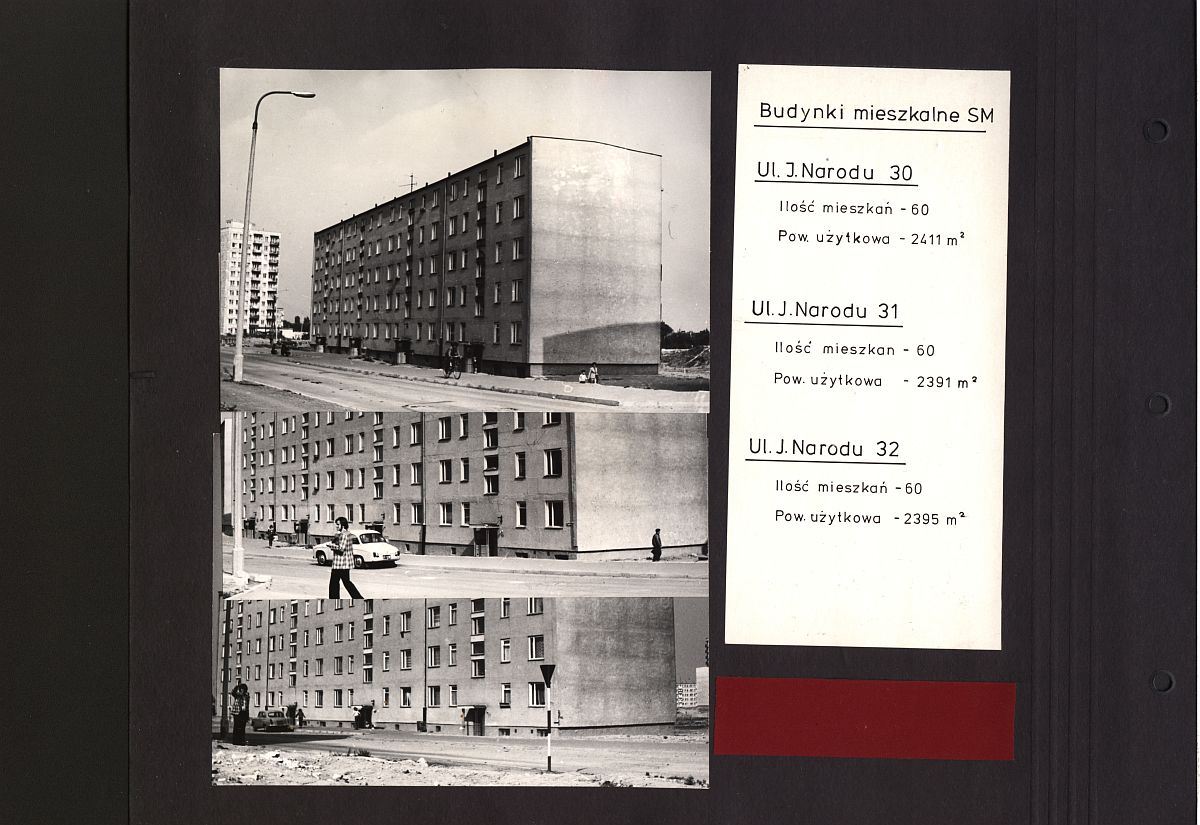 Budynki mieszkalne SM
Ul. J. Narodu 30
Ilość mieszkań - 60
Pow. użytkowa - 2411 m²
Ul. J. Narodu 31
Ilość mieszkan - 60
Pow. użytkowa - 2391 m²
Ul. J. Narodu 32
Ilość mieszkań - 60
Pow. użytkowa - 2395 m²